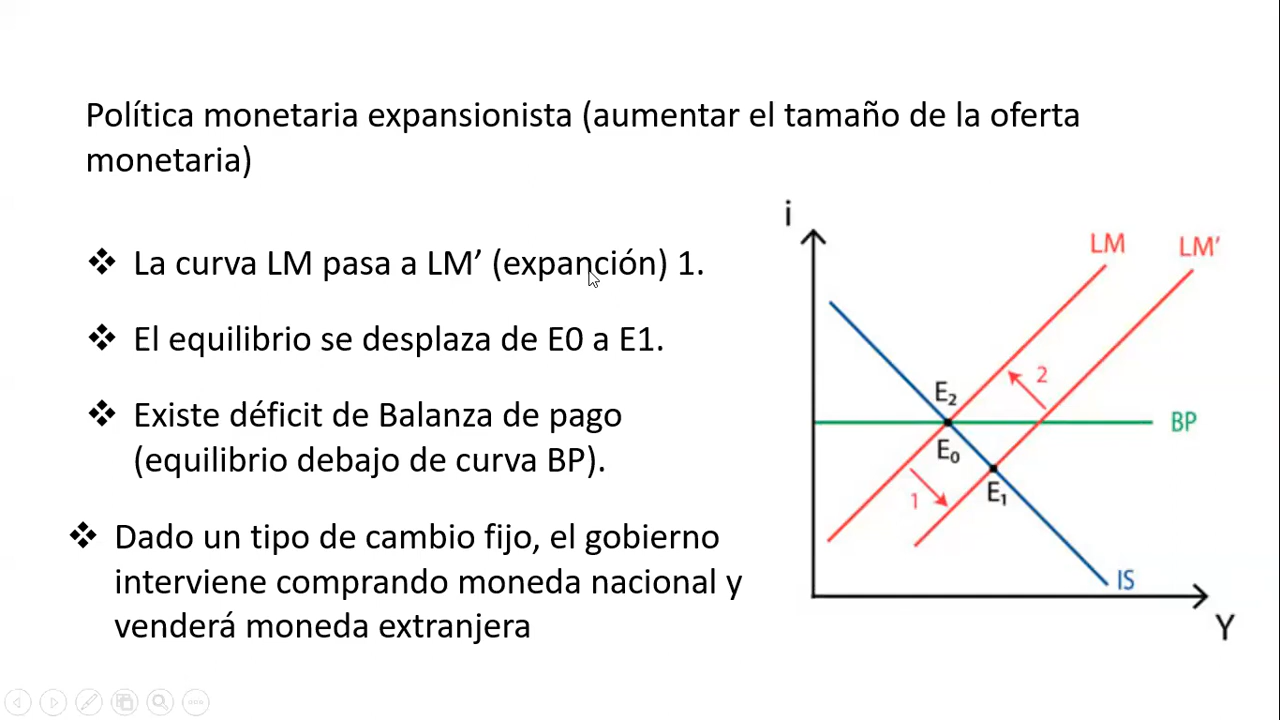 Política monetaria expansionista (aumentar el tamaño de la oferta
monetaria)
❖ La curva LM pasa a LM’ (expanción) 1.
❖ El equilibrio se desplaza de E0 a E1.
❖ Existe déficit de Balanza de pago
(equilibrio debajo de curva BP).
❖ Dado un tipo de cambio fijo, el gobierno
interviene comprando moneda nacional y
venderá moneda extranjera
i
LM
LM’
2
E₂
BP
E₀
1
E₁
IS
Y